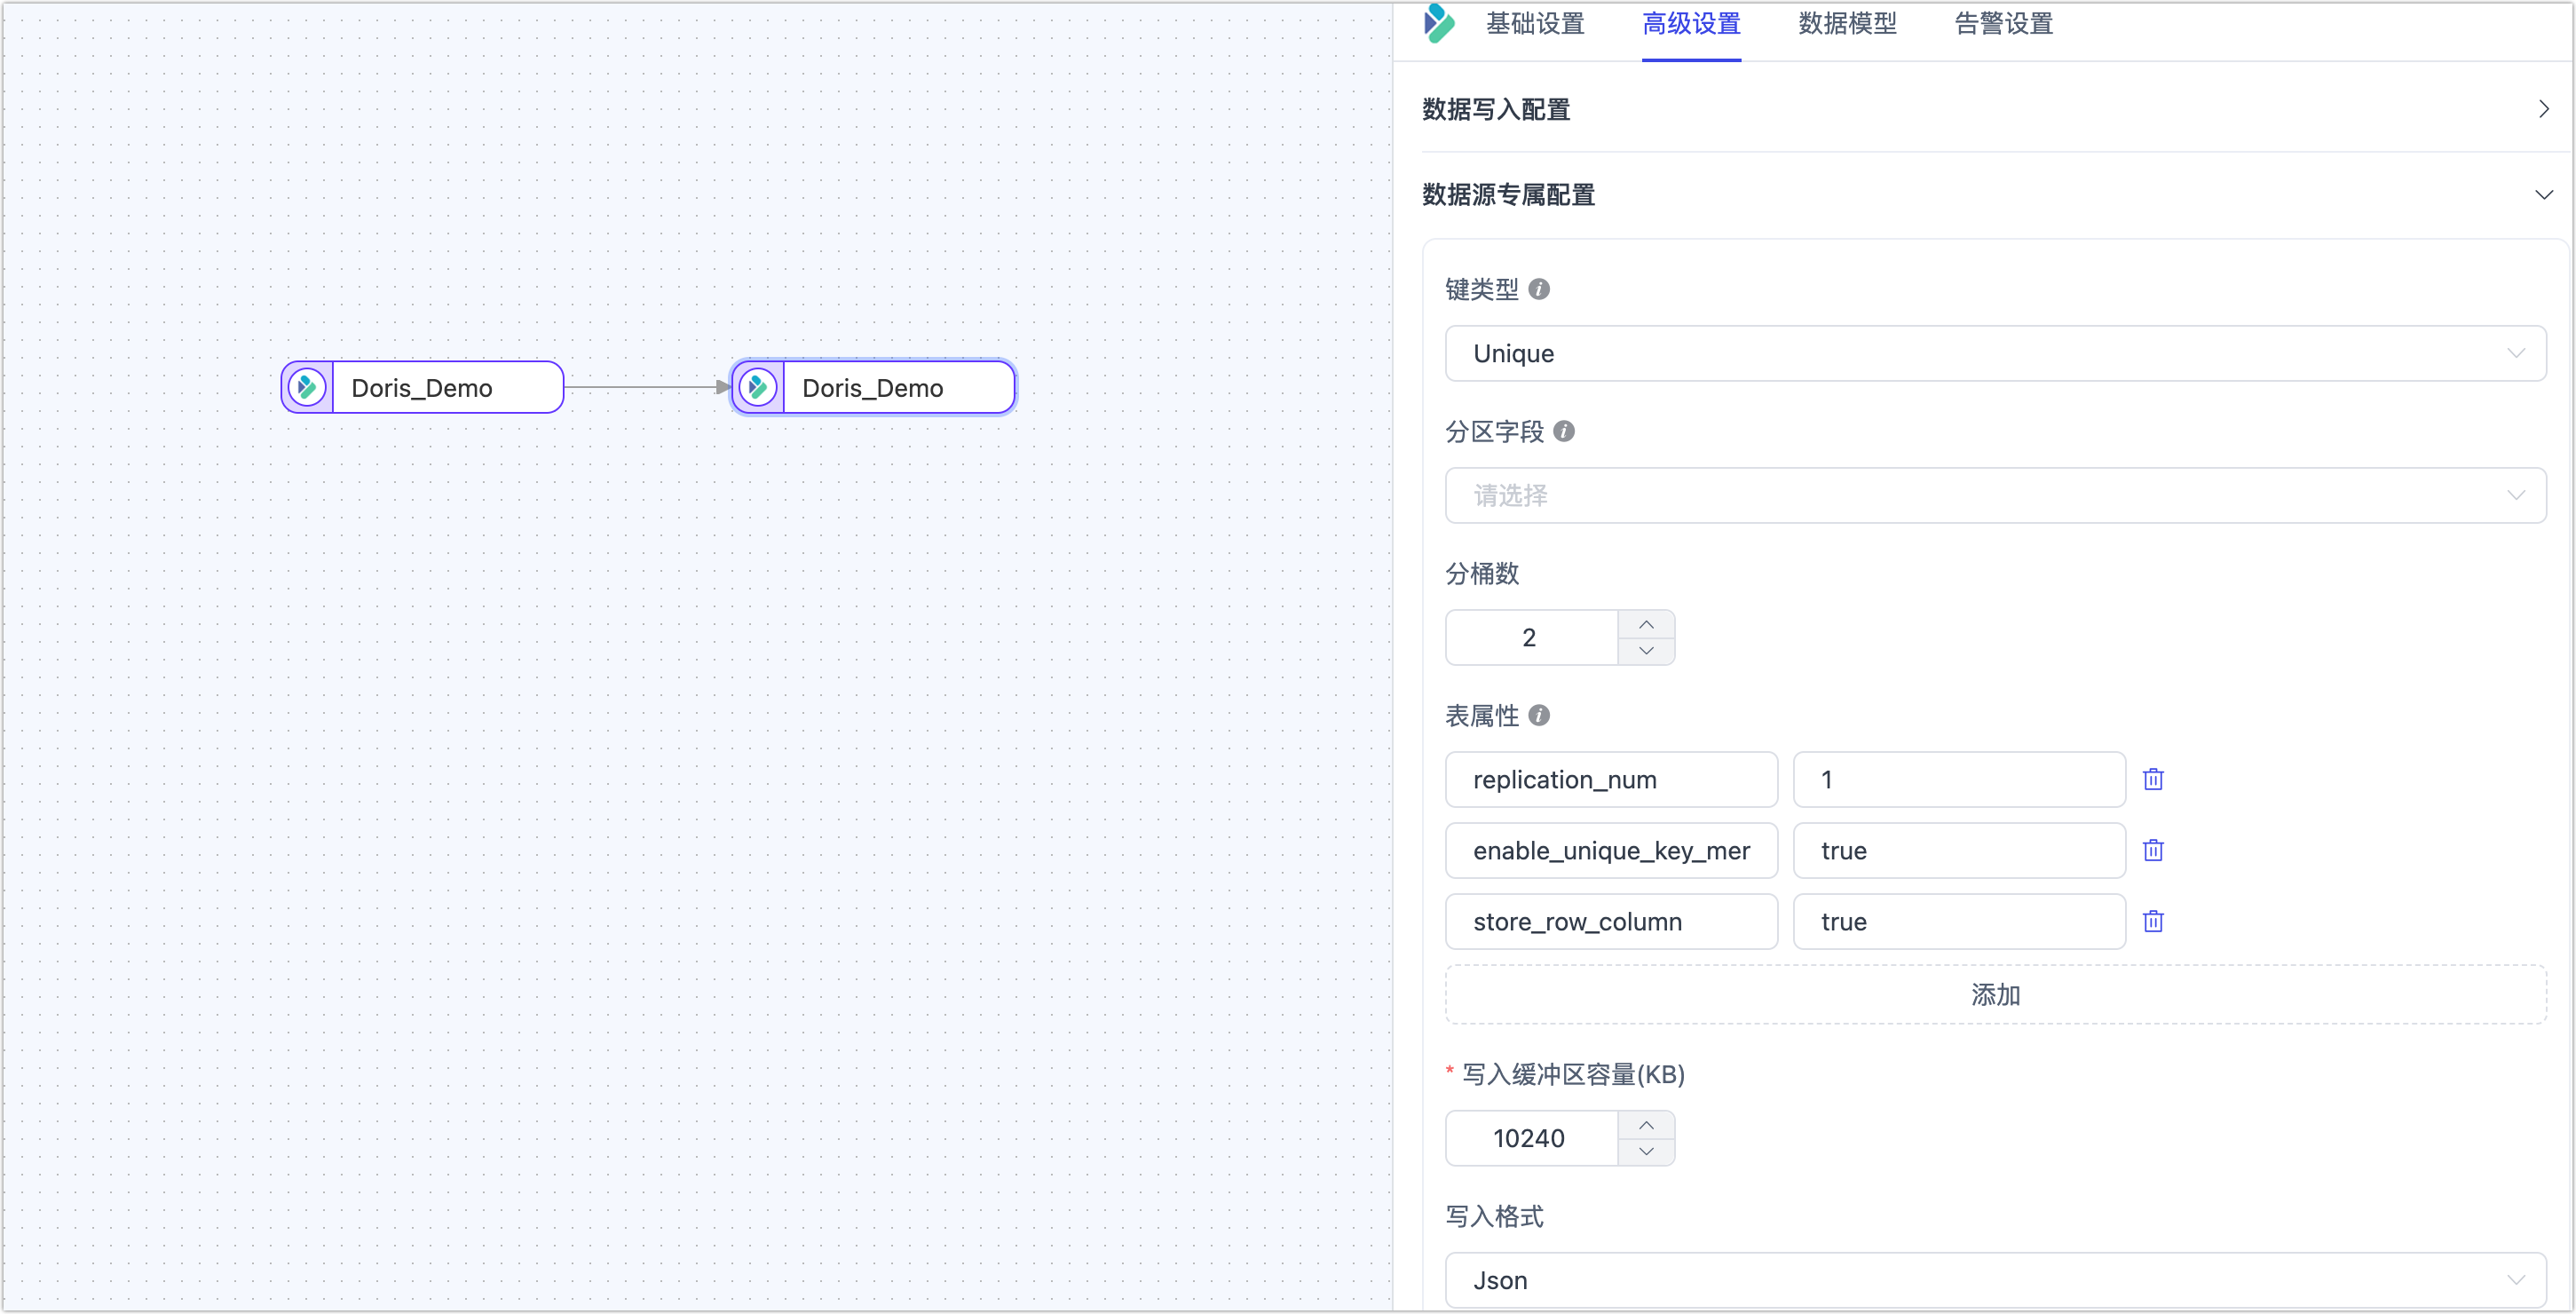 基础设置 高级设置 数据模型 告警设置
数据写入配置
数据源专属配置
键类型
Unique
分区字段
请选择
分桶数
2
表属性
replication_num 1
enable_unique_key_mer true
store_row_column true
添加
* 写入缓冲区容量(KB)
10240
写入格式
Json
Doris_Demo Doris_Demo